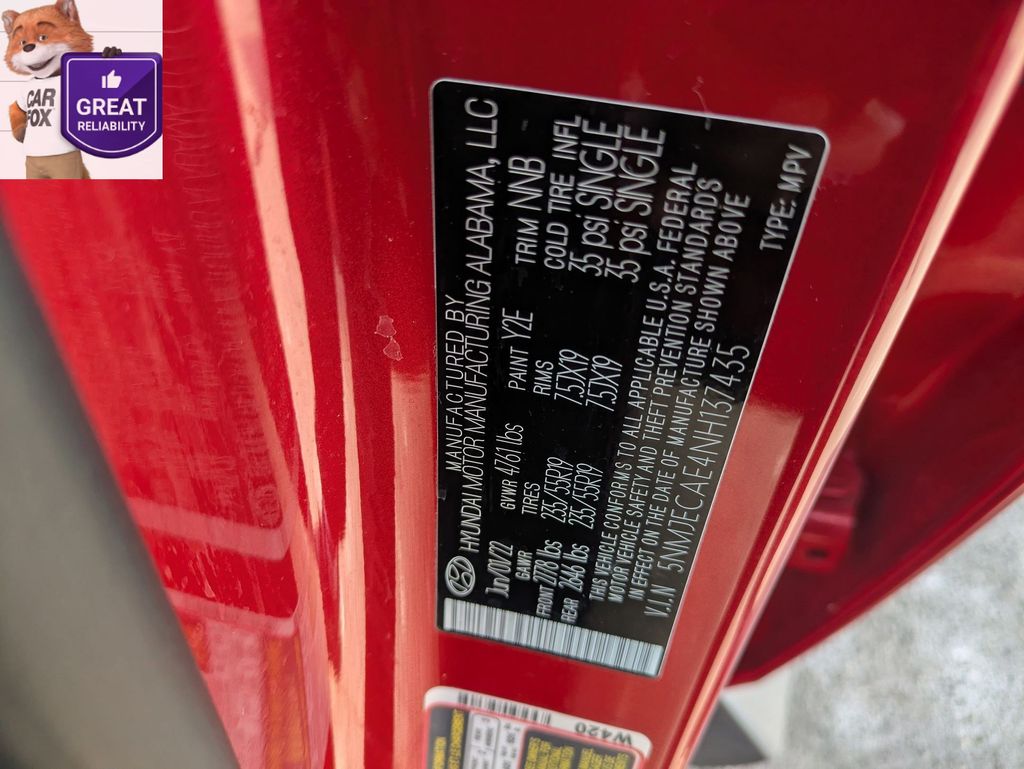 CAR
FOX
GREAT
RELIABILITY
MANUFACTURED BY
HYUNDAI MOTOR MANUFACTURING ALABAMA, LLC
Jun/07/22 GVWR 4761 lbs PAINT Y2E TRIM NNB
GAWR TIRES RIMS COLD TIRE INFL
FRONT 2778 lbs 235/55R19 7.5JX19 35 psi SINGLE
REAR 2646 lbs 235/55R19 7.5JX19 35 psi SINGLE
THIS VEHICLE CONFORMS TO ALL APPLICABLE U.S.A. FEDERAL
MOTOR VEHICLE SAFETY AND THEFT PREVENTION STANDARDS
IN EFFECT ON THE DATE OF MANUFACTURE SHOWN ABOVE
V.I.N 5NMJECAE4NH137435 TYPE: MPV
W420